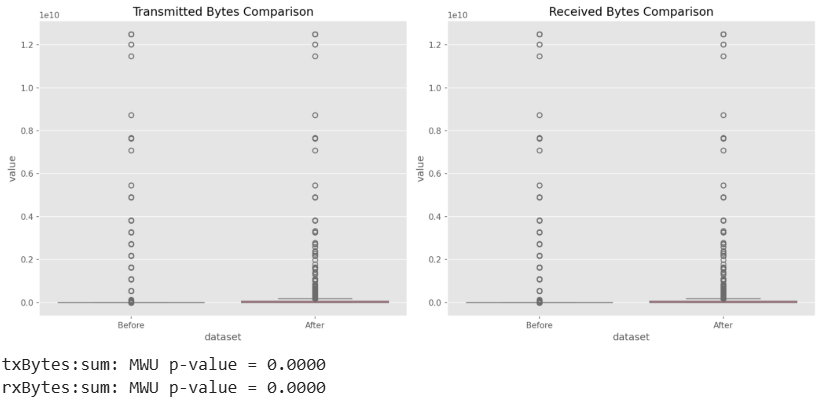 Transmitted Bytes Comparison
1e10
1.2
1.0
0.8
0.6
0.4
0.2
0.0
value
Before
After
dataset
Received Bytes Comparison
1e10
1.2
1.0
0.8
0.6
0.4
0.2
0.0
value
Before
After
dataset
txBytes:sum: MWU p-value = 0.0000
rxBytes:sum: MWU p-value = 0.0000